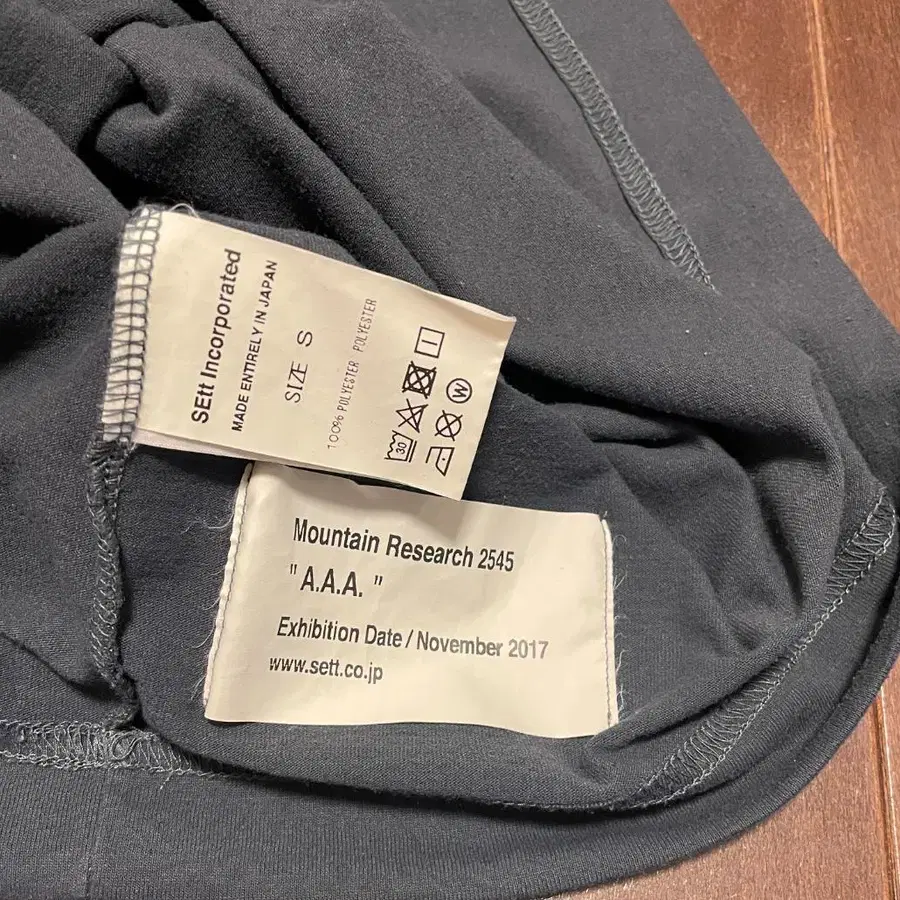 SEtt Incorporated
MADE ENTIRELY IN JAPAN
SIZE S
100% POLYESTER POLYESTER
30
W
Mountain Research 2545
"A.A.A."
Exhibition Date / November 2017
www.sett.co.jp